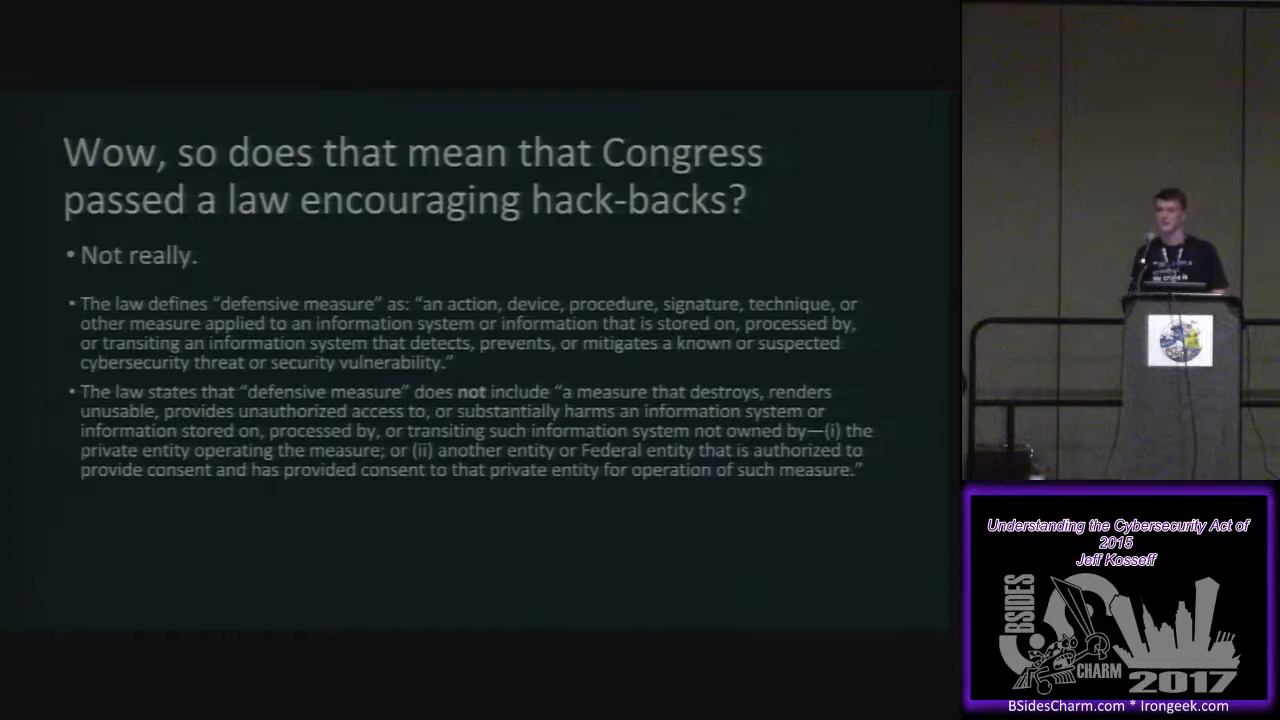 Wow, so does that mean that Congress
passed a law encouraging hack-backs?
• Not really.
• The law defines “defensive measure” as: “an action, device, procedure, signature, technique, or
other measure applied to an information system or information that is stored on, processed by,
or transiting an information system that detects, prevents, or mitigates a known or suspected
cybersecurity threat or security vulnerability.”
• The law states that “defensive measure” does not include “a measure that destroys, renders
unusable, provides unauthorized access to, or substantially harms an information system or
information stored on, processed by, or transiting such information system not owned by—(i) the
private entity operating the measure; or (ii) another entity or Federal entity that is authorized to
provide consent and has provided consent to that private entity for operation of such measure.”
Understanding the Cybersecurity Act of
2015
Jeff Kosseff
BSIDES
CHARM
2017
BSidesCharm.com * Irongeek.com